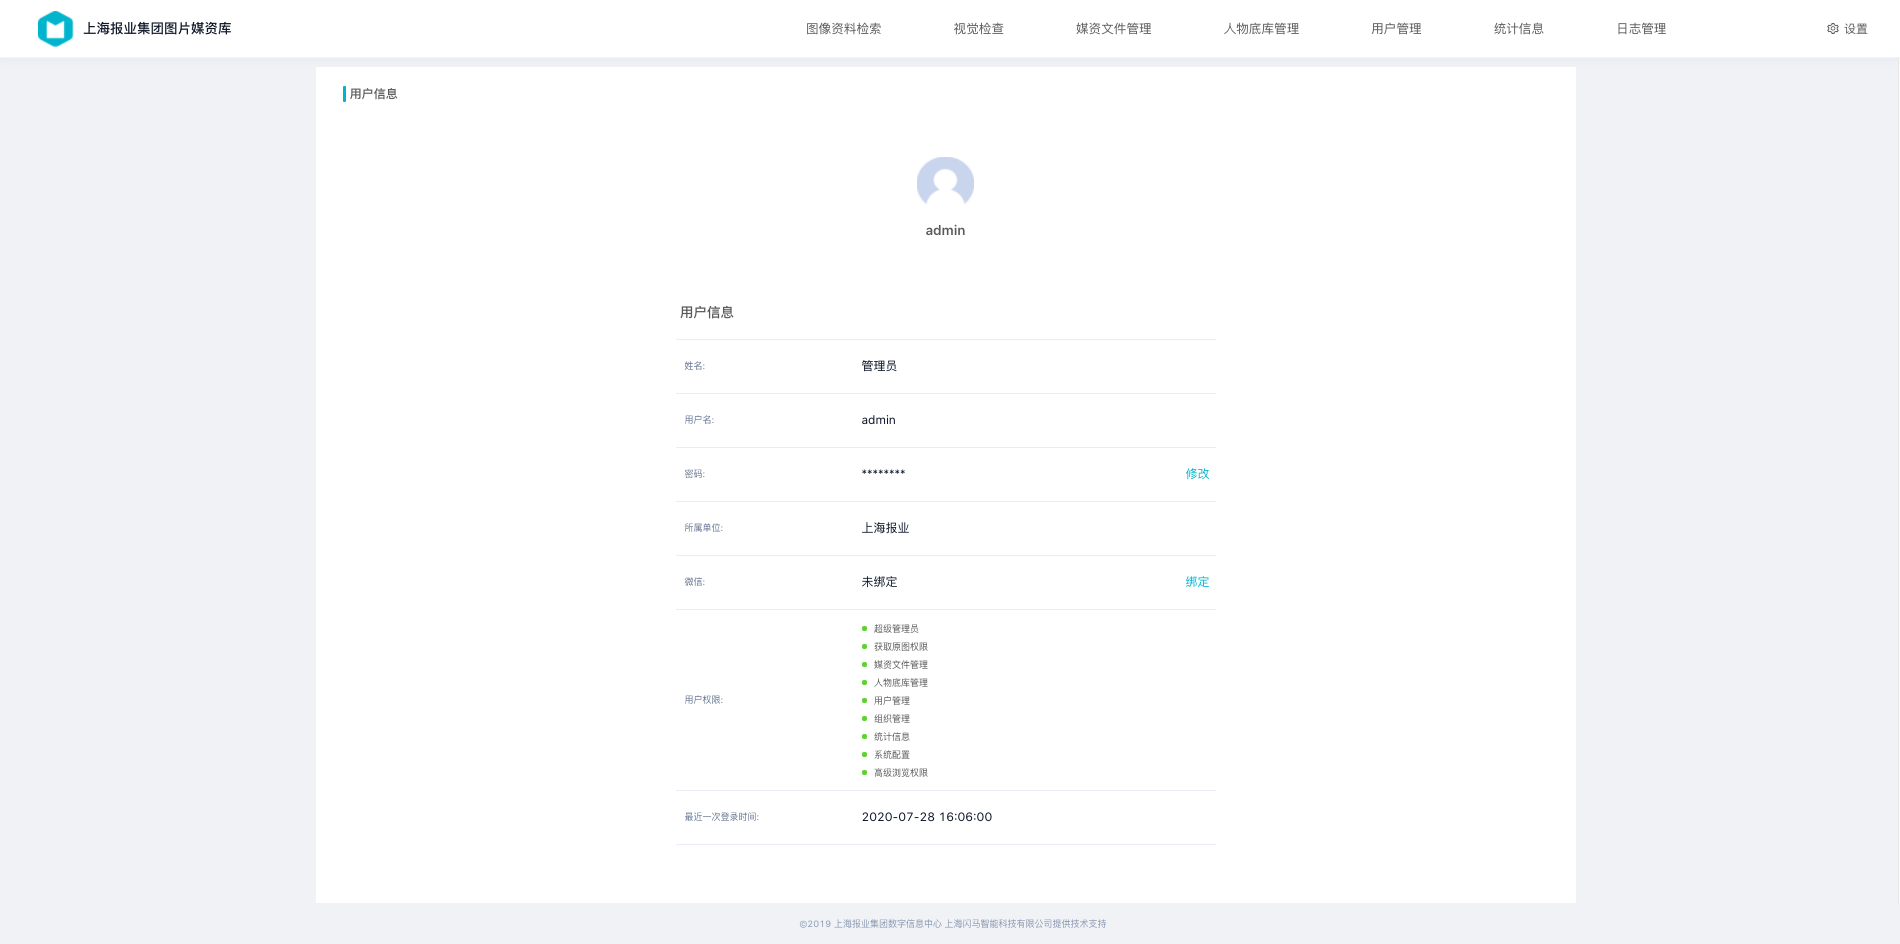 上海报业集团图片媒资库
图像资料检索 视觉检查 媒资文件管理 人物底库管理 用户管理 统计信息 日志管理 设置
用户信息
admin
用户信息
姓名: 管理员
用户名: admin
密码: ******** 修改
所属单位: 上海报业
微信: 未绑定 绑定
用户权限:
超级管理员
获取原图权限
媒资文件管理
人物底库管理
用户管理
组织管理
统计信息
系统配置
高级浏览权限
最近一次登录时间: 2020-07-28 16:06:00
©2019 上海报业集团数字信息中心 上海闪马智能科技有限公司提供技术支持